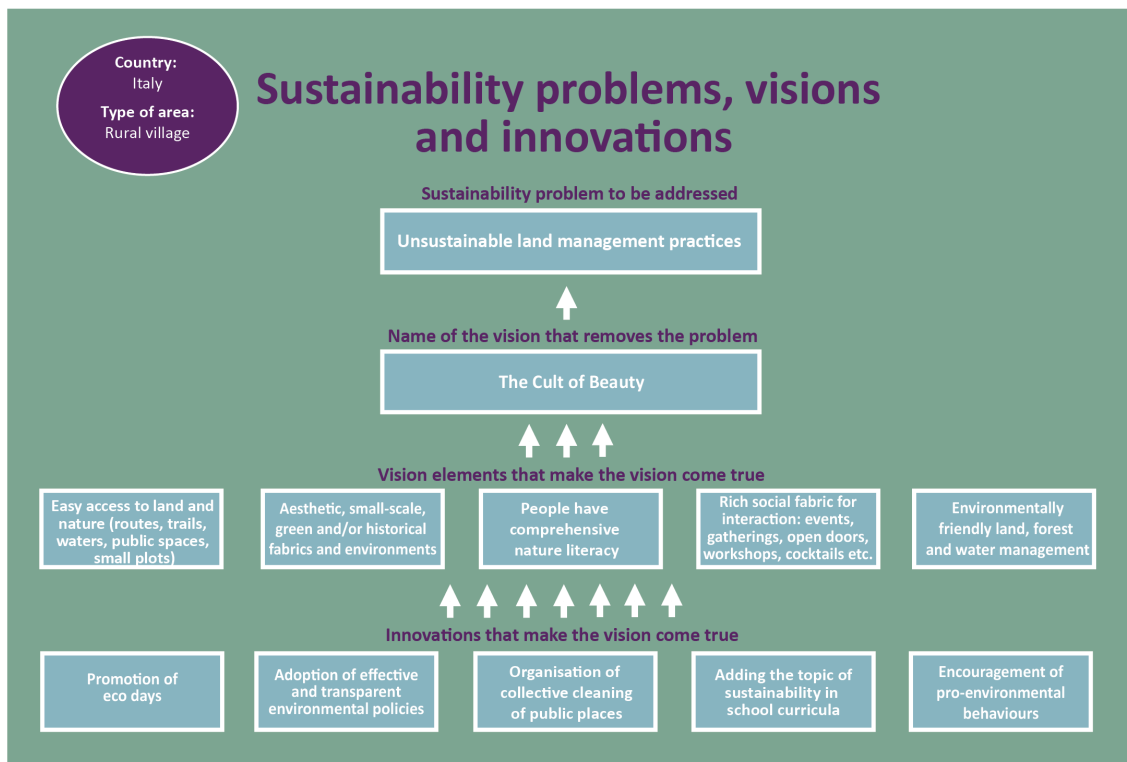 Country:
Italy
Type of area:
Rural village
Sustainability problems, visions
and innovations
Sustainability problem to be addressed
Unsustainable land management practices
Name of the vision that removes the problem
The Cult of Beauty
Vision elements that make the vision come true
Easy access to land and
nature (routes, trails,
waters, public spaces,
small plots)
Aesthetic, small-scale,
green and/or historical
fabrics and environments
People have
comprehensive
nature literacy
Rich social fabric for
interaction: events,
gatherings, open doors,
workshops, cocktails etc.
Environmentally
friendly land, forest
and water management
Innovations that make the vision come true
Promotion of
eco days
Adoption of effective
and transparent
environmental policies
Organisation of
collective cleaning
of public places
Adding the topic of
sustainability in
school curricula
Encouragement of
pro-environmental
behaviours